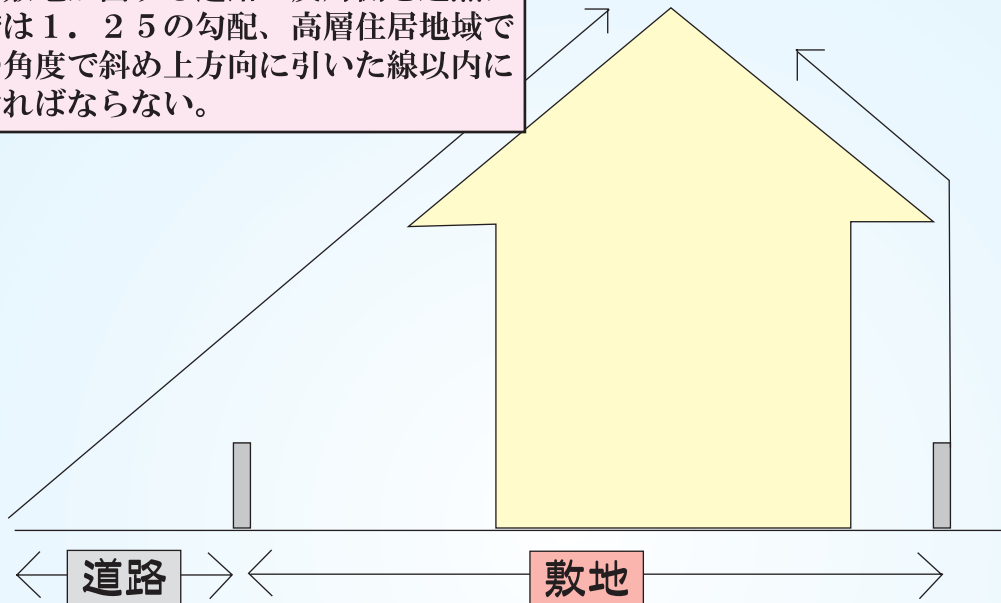 は１．２５の勾配、高層住居地域で
角度で斜め上方向に引いた線以内に
ればならない。
道路
敷地